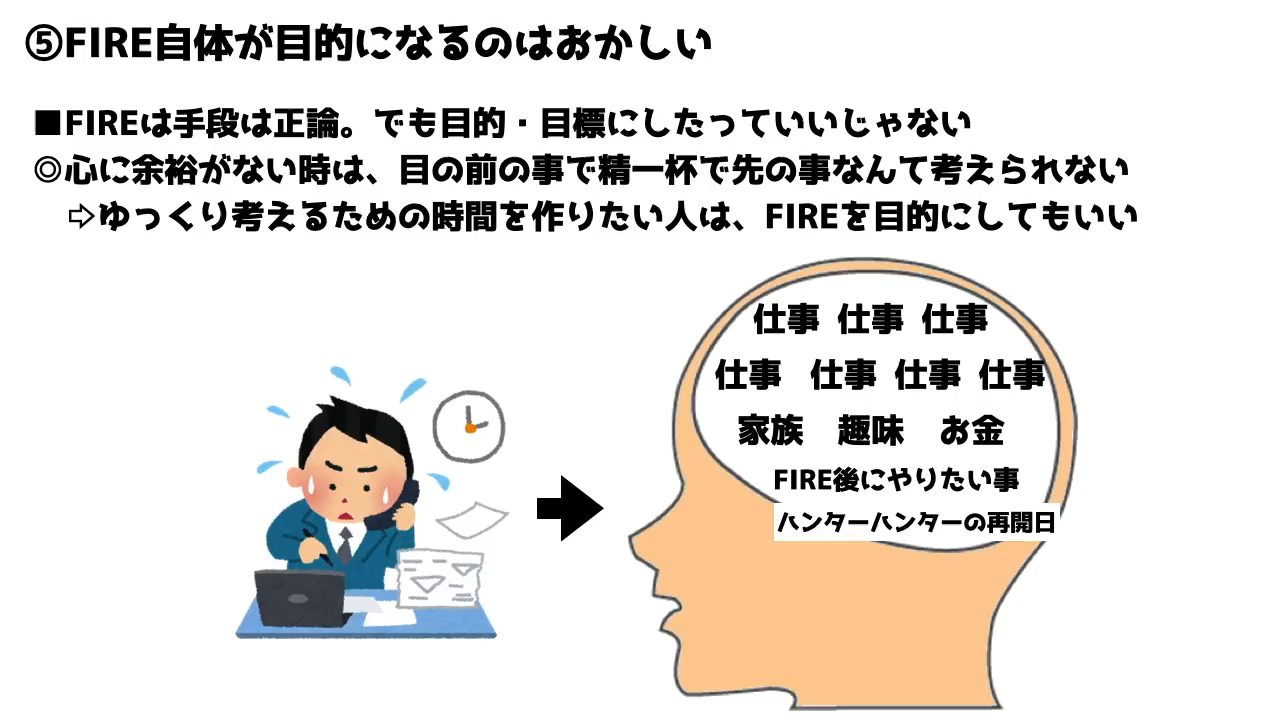 ⑤FIRE自体が目的になるのはおかしい
■FIREは手段は正論。でも目的・目標にしたっていいじゃない
◎心に余裕がない時は、目の前の事で精一杯で先の事なんて考えられない
⇨ゆっくり考えるための時間を作りたい人は、FIREを目的にしてもいい
仕事 仕事 仕事
仕事 仕事 仕事 仕事
家族 趣味 お金
FIRE後にやりたい事
ハンターハンターの再開日